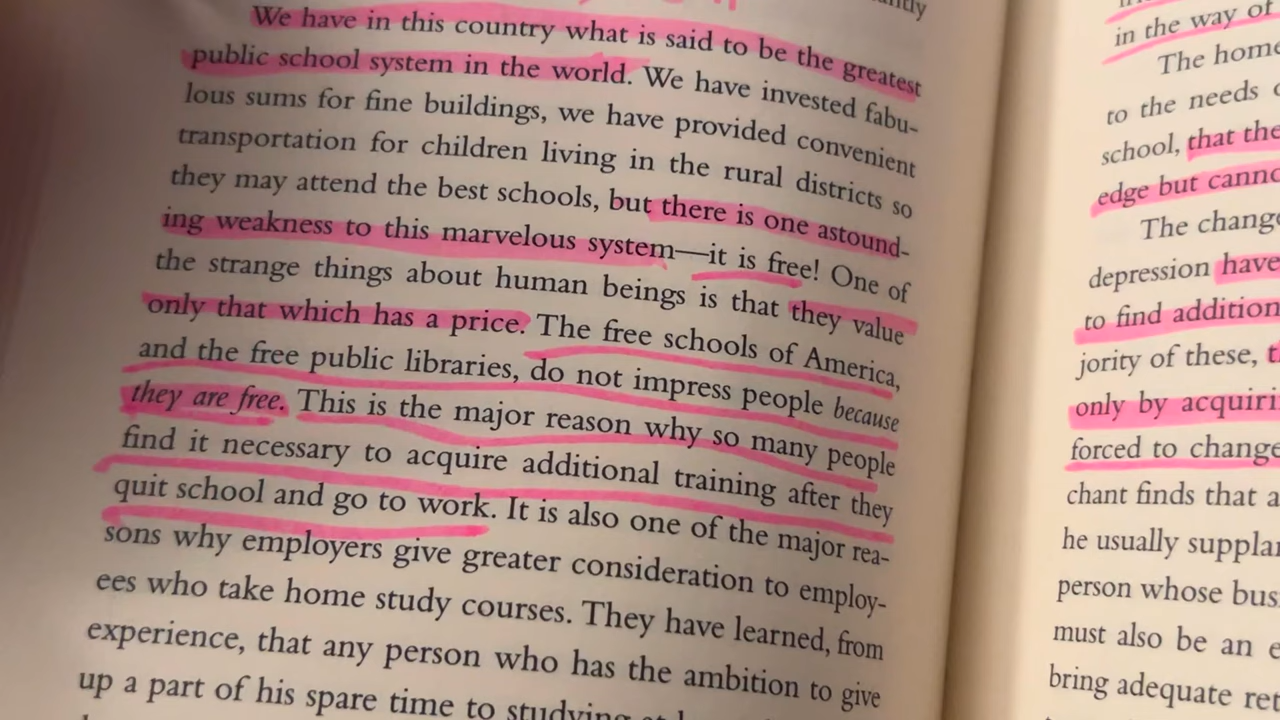 We have in this country what is said to be the greatest
public school system in the world. We have invested fabu-
lous sums for fine buildings, we have provided convenient
transportation for children living in the rural districts so
they may attend the best schools, but there is one astound-
ing weakness to this marvelous system—it is free! One of
the strange things about human beings is that they value
only that which has a price. The free schools of America,
and the free public libraries, do not impress people because
they are free. This is the major reason why so many people
find it necessary to acquire additional training after they
quit school and go to work. It is also one of the major rea-
sons why employers give greater consideration to employ-
ees who take home study courses. They have learned, from
experience, that any person who has the ambition to give
up a part of his spare time to studying
in the way of
The home
to the needs
school, that the
edge but canno
The change
depression have
to find addition
jority of these,
only by acquiri
forced to change
chant finds that a
he usually supplan
person whose bus
must also be an e
bring adequate ret